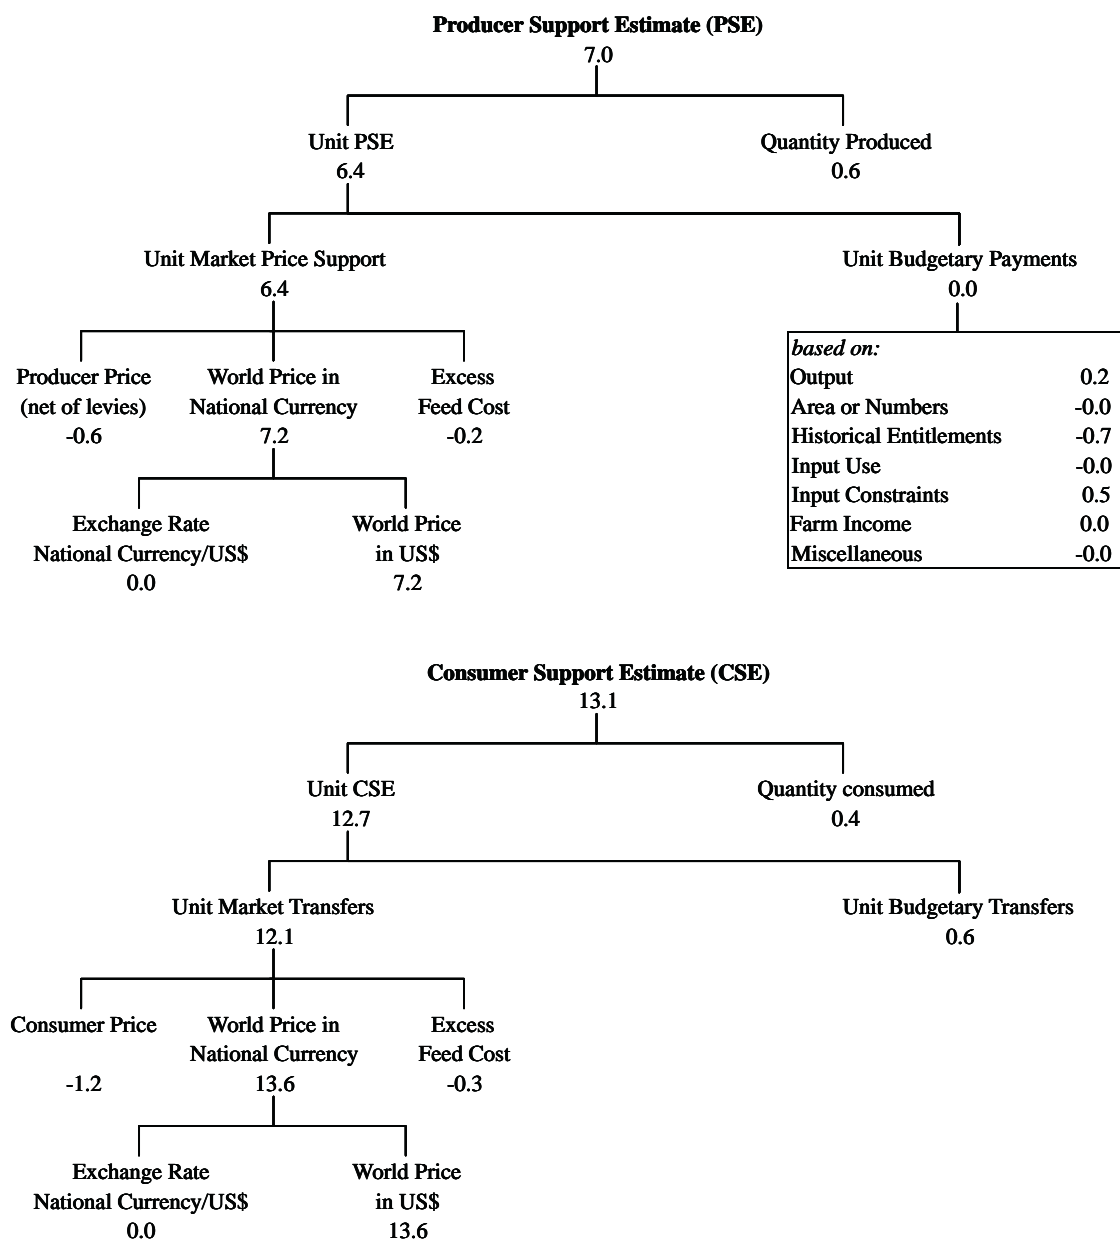 Producer Support Estimate (PSE)
7.0
Unit PSE Quantity Produced
6.4 0.6
Unit Market Price Support Unit Budgetary Payments
6.4 0.0
based on:
Producer Price World Price in Excess Output 0.2
(net of levies) National Currency Feed Cost Area or Numbers -0.0
-0.6 7.2 -0.2 Historical Entitlements -0.7
Input Use -0.0
Input Constraints 0.5
Exchange Rate World Price Farm Income 0.0
National Currency/US$ in US$ Miscellaneous -0.0
0.0 7.2
Consumer Support Estimate (CSE)
13.1
Unit CSE Quantity consumed
12.7 0.4
Unit Market Transfers Unit Budgetary Transfers
12.1 0.6
Consumer Price World Price in Excess
National Currency Feed Cost
-1.2 13.6 -0.3
Exchange Rate World Price
National Currency/US$ in US$
0.0 13.6